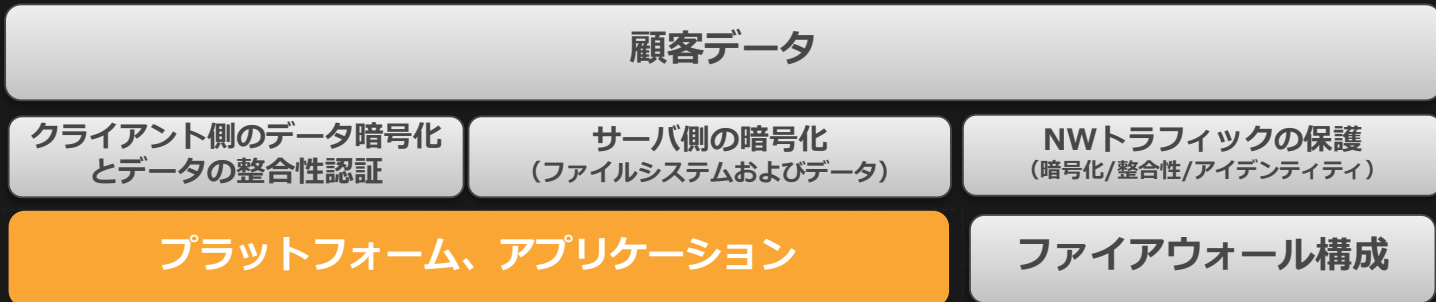 顧客データ
クライアント側のデータ暗号化
とデータの整合性認証
サーバ側の暗号化
（ファイルシステムおよびデータ）
NWトラフィックの保護
（暗号化/整合性/アイデンティティ）
プラットフォーム、アプリケーション
ファイアウォール構成